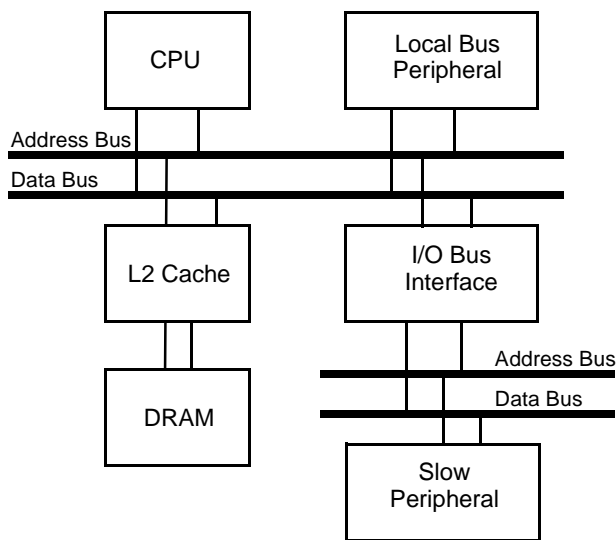 CPU
Local Bus
Peripheral
Address Bus
Data Bus
L2 Cache
I/O Bus
Interface
Address Bus
Data Bus
DRAM
Slow
Peripheral